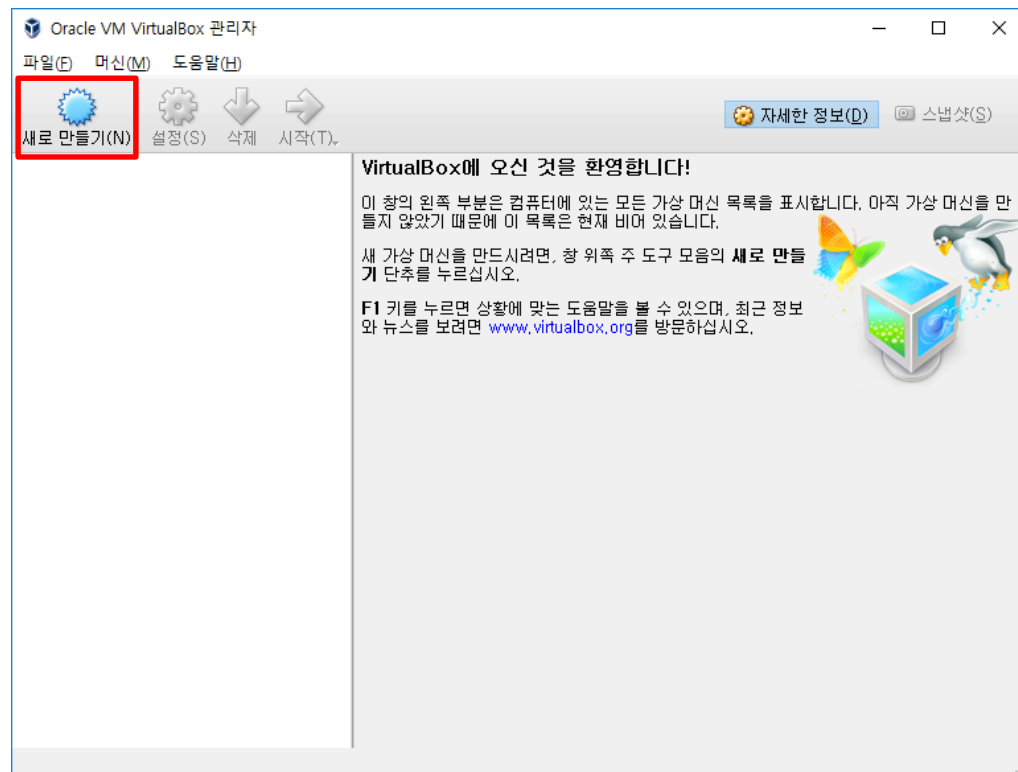 Oracle VM VirtualBox 관리자
파일(F) 머신(M) 도움말(H)
새로 만들기(N) 설정(S) 삭제 시작(T) 자세한 정보(D) 스냅샷(S)
VirtualBox에 오신 것을 환영합니다!
이 창의 왼쪽 부분은 컴퓨터에 있는 모든 가상 머신 목록을 표시합니다. 아직 가상 머신을 만
들지 않았기 때문에 이 목록은 현재 비어 있습니다.
새 가상 머신을 만드시려면, 창 위쪽 주 도구 모음의 새로 만들
기 단추를 누르십시오.
F1 키를 누르면 상황에 맞는 도움말을 볼 수 있으며, 최근 정보
와 뉴스를 보려면 www.virtualbox.org를 방문하십시오.